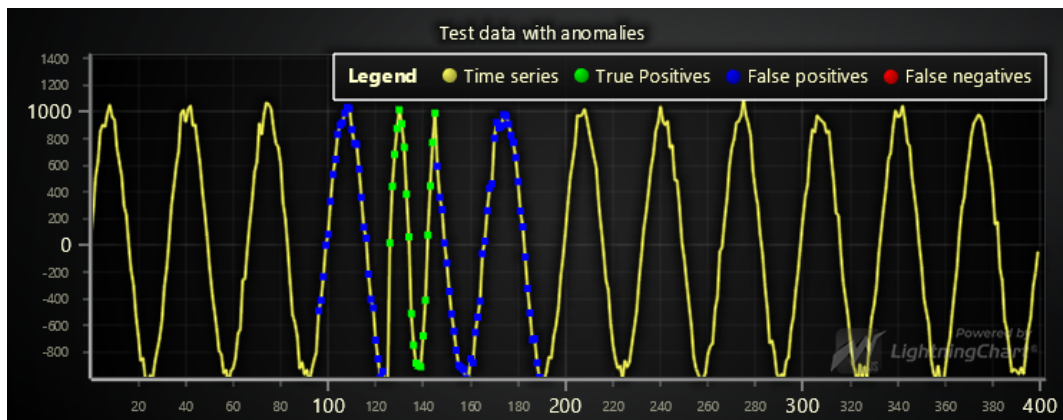 Test data with anomalies
Legend Time series True Positives False positives False negatives
1400
1200
1000
800
600
400
200
0
-200
-400
-600
-800
Powered by
LightningChart®
20 40 60 80 100 120 140 160 180 200 220 240 260 280 300 320 340 360 380 400